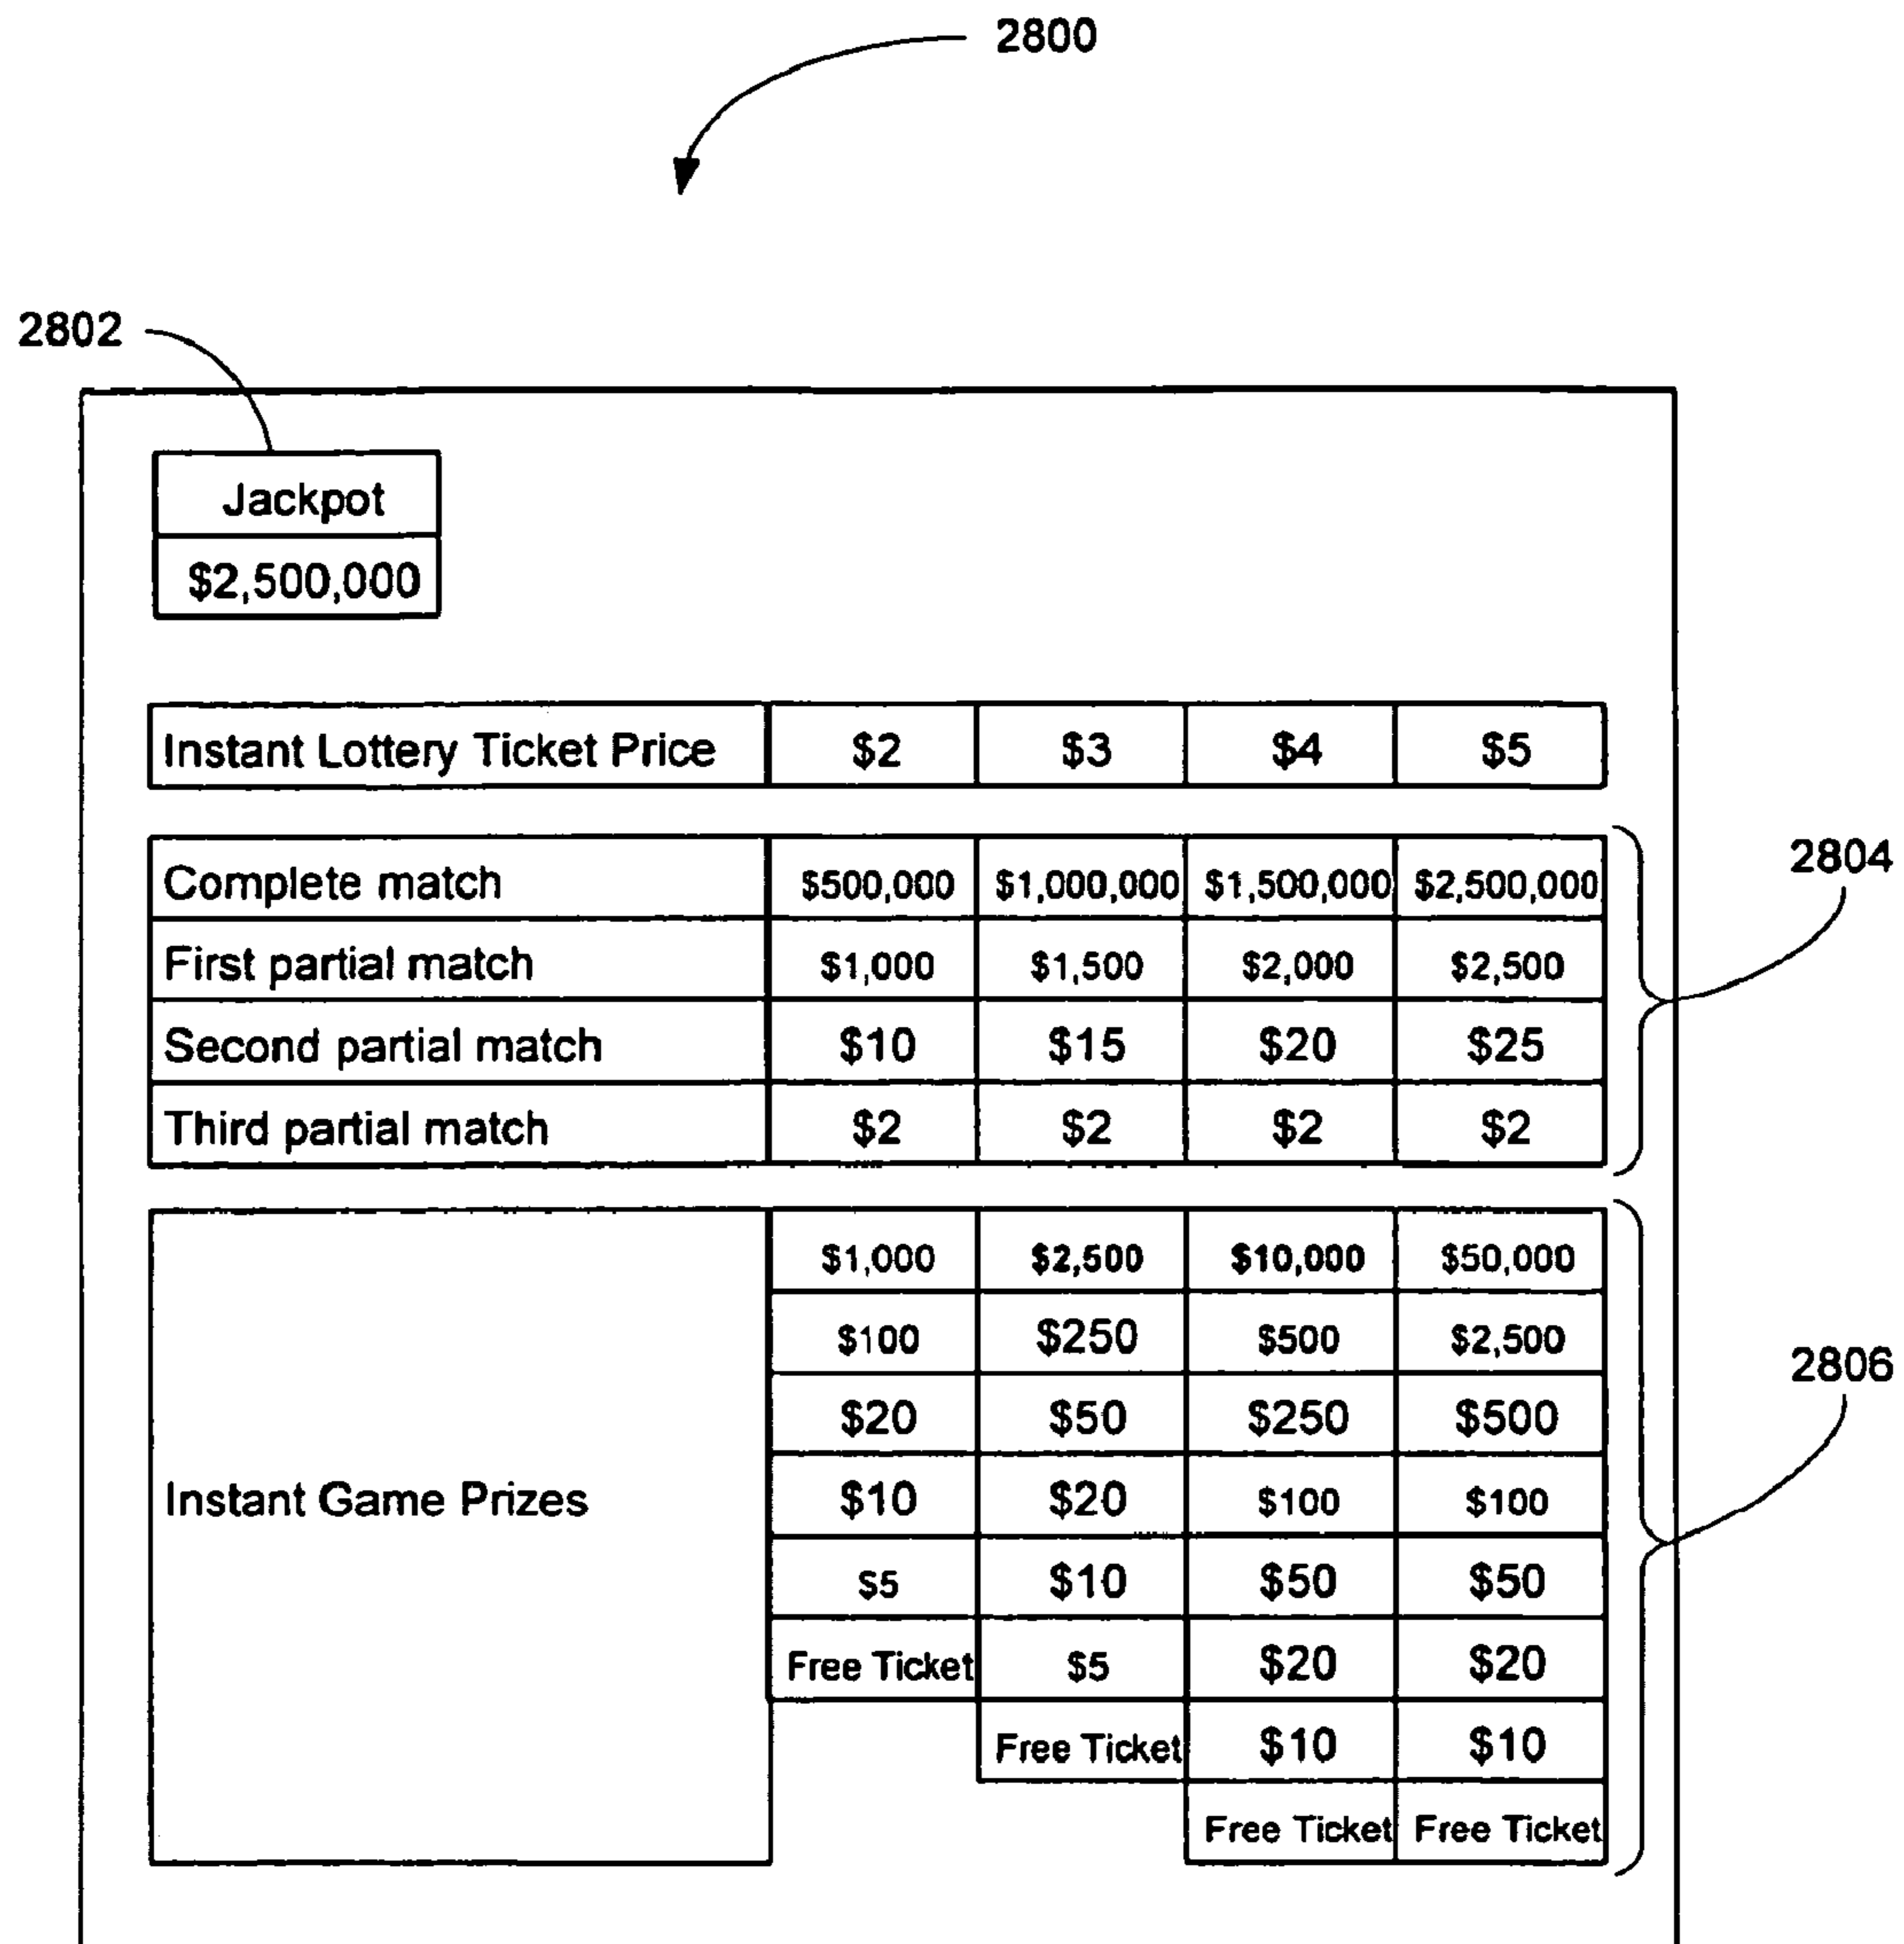 2800
2802
Jackpot
$2,500,000
Instant Lottery Ticket Price $2 $3 $4 $5
2804
Complete match $500,000 $1,000,000 $1,500,000 $2,500,000
First partial match $1,000 $1,500 $2,000 $2,500
Second partial match $10 $15 $20 $25
Third partial match $2 $2 $2 $2
$1,000 $2,500 $10,000 $50,000
$100 $250 $500 $2,500
2806
$20 $50 $250 $500
Instant Game Prizes $10 $20 $100 $100
$5 $10 $50 $50
Free Ticket $5 $20 $20
Free Ticket $10 $10
Free Ticket Free Ticket